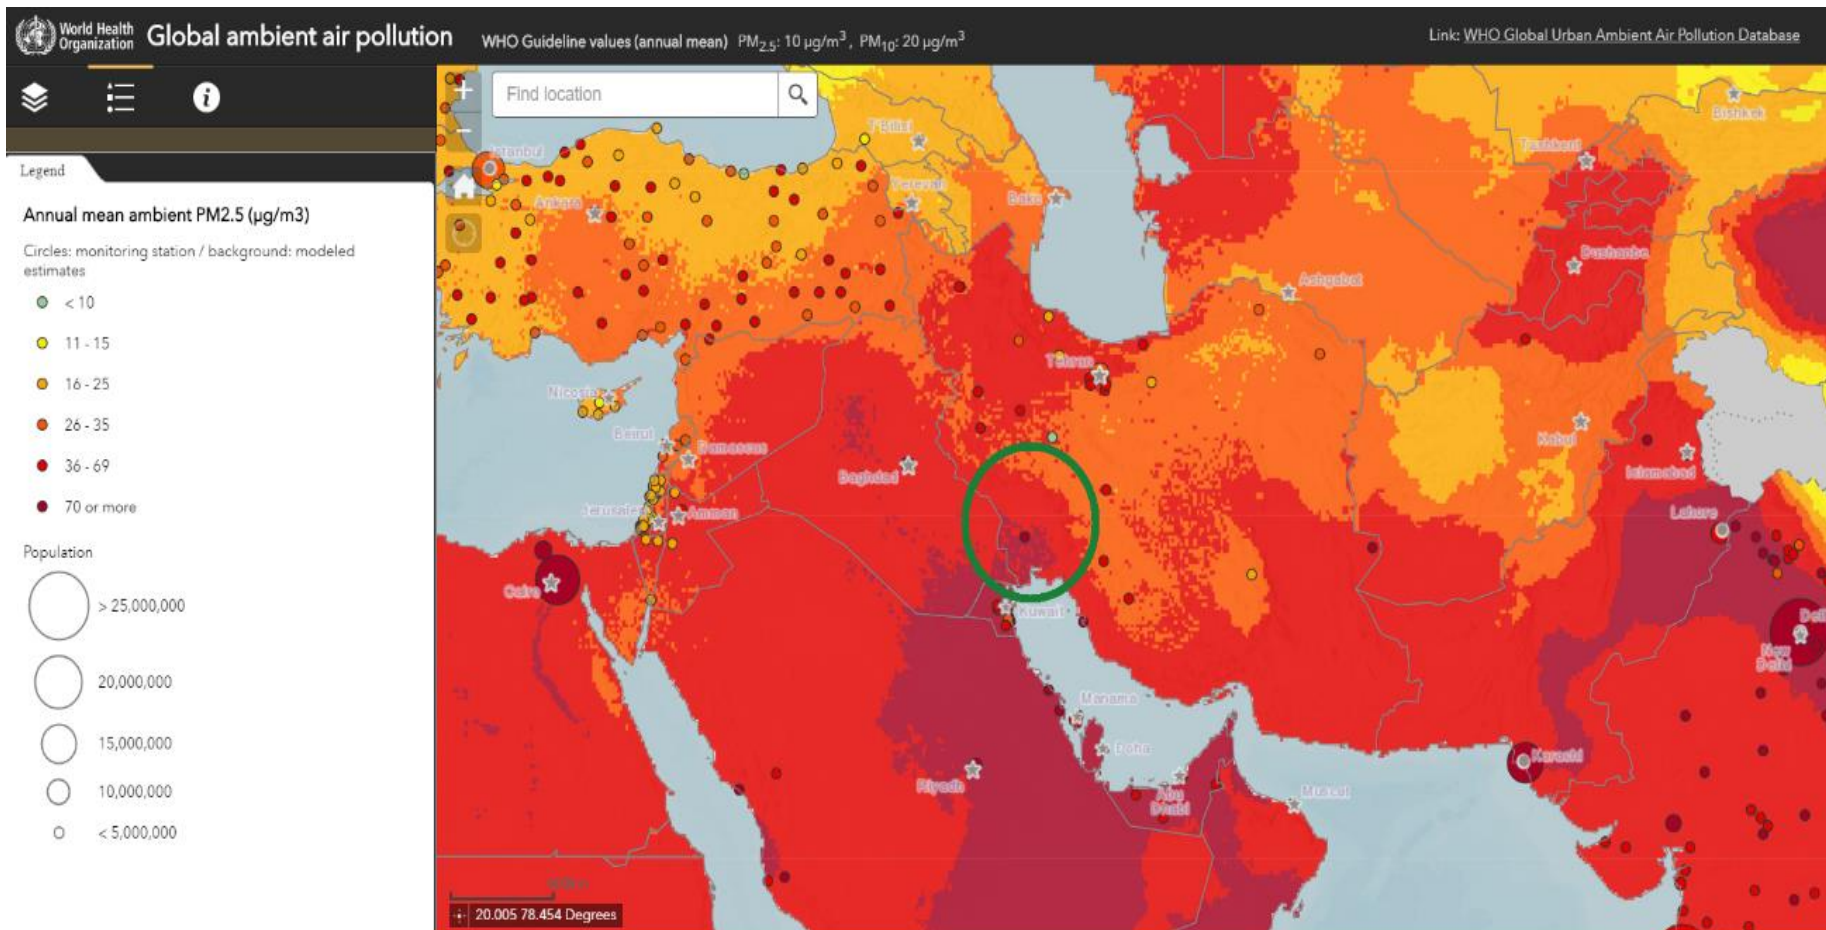 World Health
Organization
Global ambient air pollution
WHO Guideline values (annual mean) PM2.5: 10 µg/m³ , PM10: 20 µg/m³
Link: WHO Global Urban Ambient Air Pollution Database
Find location
Legend
Annual mean ambient PM2.5 (µg/m3)
Circles: monitoring station / background: modeled
estimates
< 10
11 - 15
16 - 25
26 - 35
36 - 69
70 or more
Population
> 25,000,000
20,000,000
15,000,000
10,000,000
< 5,000,000
Istanbul
T'Bilisi
Bishkek
Tashkent
Ankara
Yerevan
Baku
Dushanbe
Ashgabat
Nicosia
Tehran
Beirut
Damascus
Baghdad
Kabul
Islamabad
Jerusalem
Amman
Lahore
Cairo
Kuwait
New
Delhi
Manama
Doha
Riyadh
Abu
Dhabi
Muscat
Karachi
20.005 78.454 Degrees